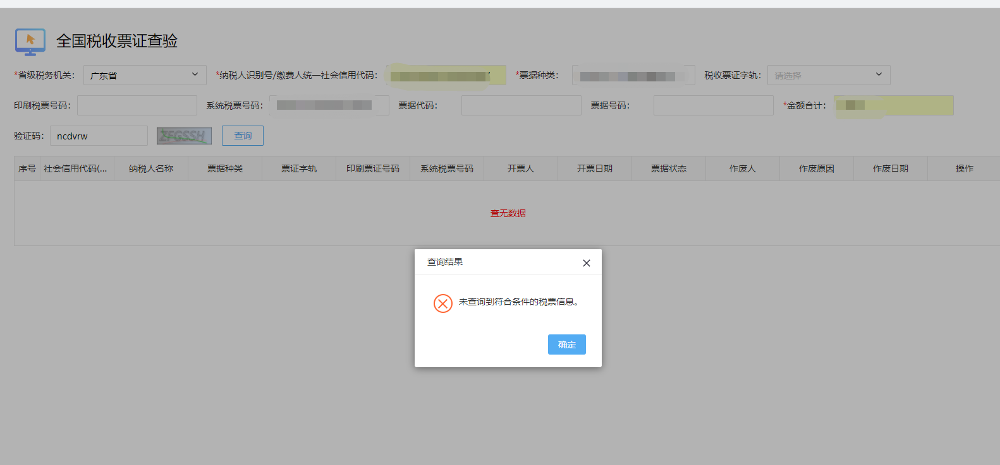 全国税收票证查验
*省级税务机关： 广东省 *纳税人识别号/缴费人统一社会信用代码： *票据种类： 税收票证字轨： 请选择
印刷税票号码： 系统税票号码： 票据代码： 票据号码： *金额合计：
验证码： ncdvrw ZFGSSH 查询
序号 社会信用代码(... 纳税人名称 票据种类 票证字轨 印刷票证号码 系统税票号码 开票人 开票日期 票据状态 作废人 作废原因 作废日期 操作
查无数据
查询结果
未查询到符合条件的税票信息。
确定